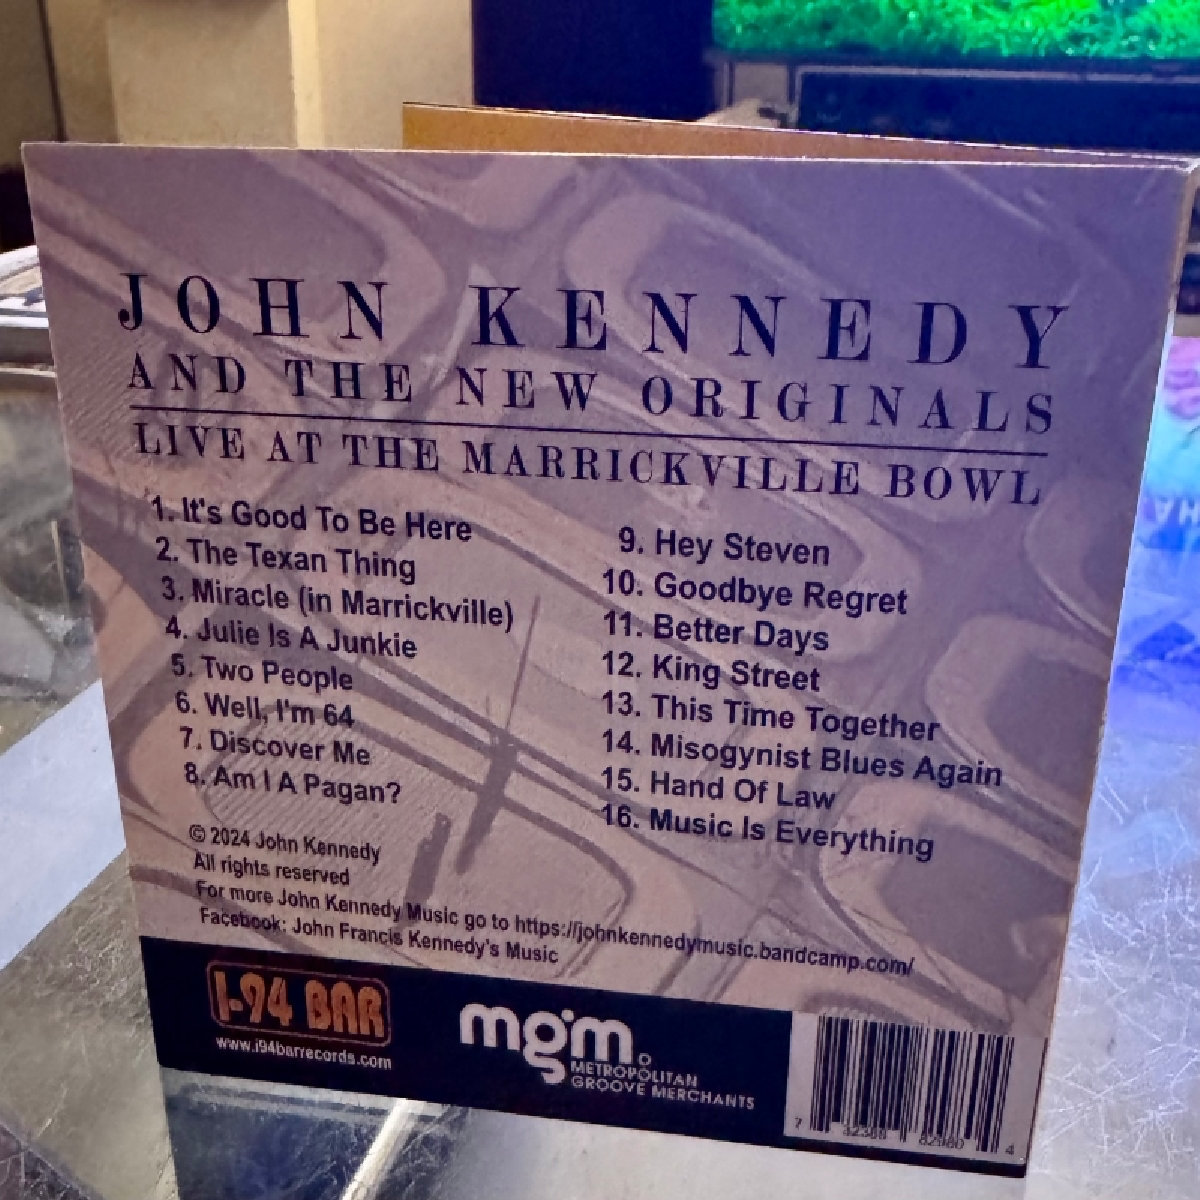 JOHN KENNEDY
AND THE NEW ORIGINALS
LIVE AT THE MARRICKVILLE BOWL
1. It's Good To Be Here
2. The Texan Thing
3. Miracle (in Marrickville)
4. Julie Is A Junkie
5. Two People
6. Well, I'm 64
7. Discover Me
8. Am I A Pagan?
9. Hey Steven
10. Goodbye Regret
11. Better Days
12. King Street
13. This Time Together
14. Misogynist Blues Again
15. Hand Of Law
16. Music Is Everything
© 2024 John Kennedy
All rights reserved
For more John Kennedy Music go to https://johnkennedymusic.bandcamp.com/
Facebook: John Francis Kennedy's Music
I-94 BAR
www.i94barrecords.com
mgm
METROPOLITAN
GROOVE MERCHANTS